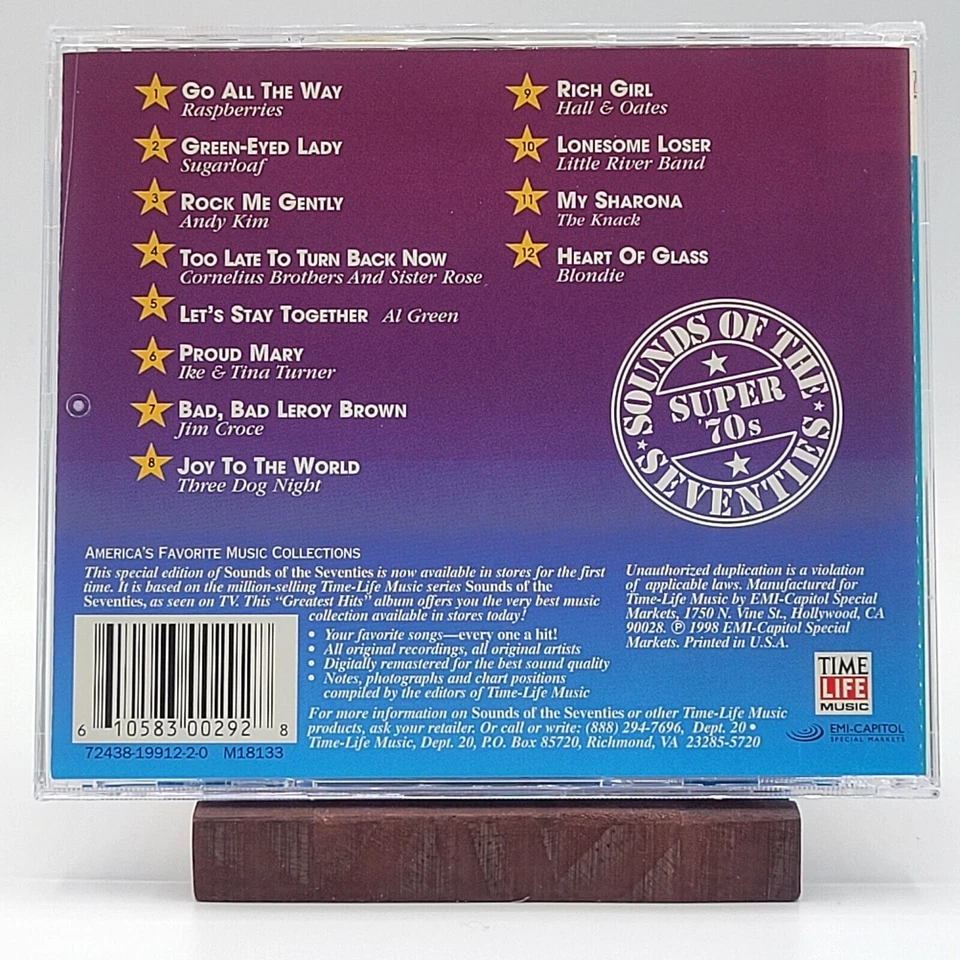 1 GO ALL THE WAY
Raspberries
2 GREEN-EYED LADY
Sugarloaf
3 ROCK ME GENTLY
Andy Kim
4 TOO LATE TO TURN BACK NOW
Cornelius Brothers And Sister Rose
5 LET'S STAY TOGETHER Al Green
6 PROUD MARY
Ike & Tina Turner
7 BAD, BAD LEROY BROWN
Jim Croce
8 JOY TO THE WORLD
Three Dog Night
9 RICH GIRL
Hall & Oates
10 LONESOME LOSER
Little River Band
11 MY SHARONA
The Knack
12 HEART OF GLASS
Blondie
SOUNDS OF THE
SUPER
'70s
SEVENTIES
AMERICA'S FAVORITE MUSIC COLLECTIONS
This special edition of Sounds of the Seventies is now available in stores for the first
time. It is based on the million-selling Time-Life Music series Sounds of the
Seventies, as seen on TV. This "Greatest Hits" album offers you the very best music
collection available in stores today!
• Your favorite songs—every one a hit!
• All original recordings, all original artists
• Digitally remastered for the best sound quality
• Notes, photographs and chart positions
compiled by the editors of Time-Life Music
For more information on Sounds of the Seventies or other Time-Life Music
products, ask your retailer. Or call or write: (888) 294-7696, Dept. 20 •
Time-Life Music, Dept. 20, P.O. Box 85720, Richmond, VA 23285-5720
6 10583 00292 8
72438-19912-2-0 M18133
Unauthorized duplication is a violation
of applicable laws. Manufactured for
Time-Life Music by EMI-Capitol Special
Markets, 1750 N. Vine St., Hollywood, CA
90028. ℗ 1998 EMI-Capitol Special
Markets. Printed in U.S.A.
TIME
LIFE
MUSIC
EMI-CAPITOL
SPECIAL MARKETS